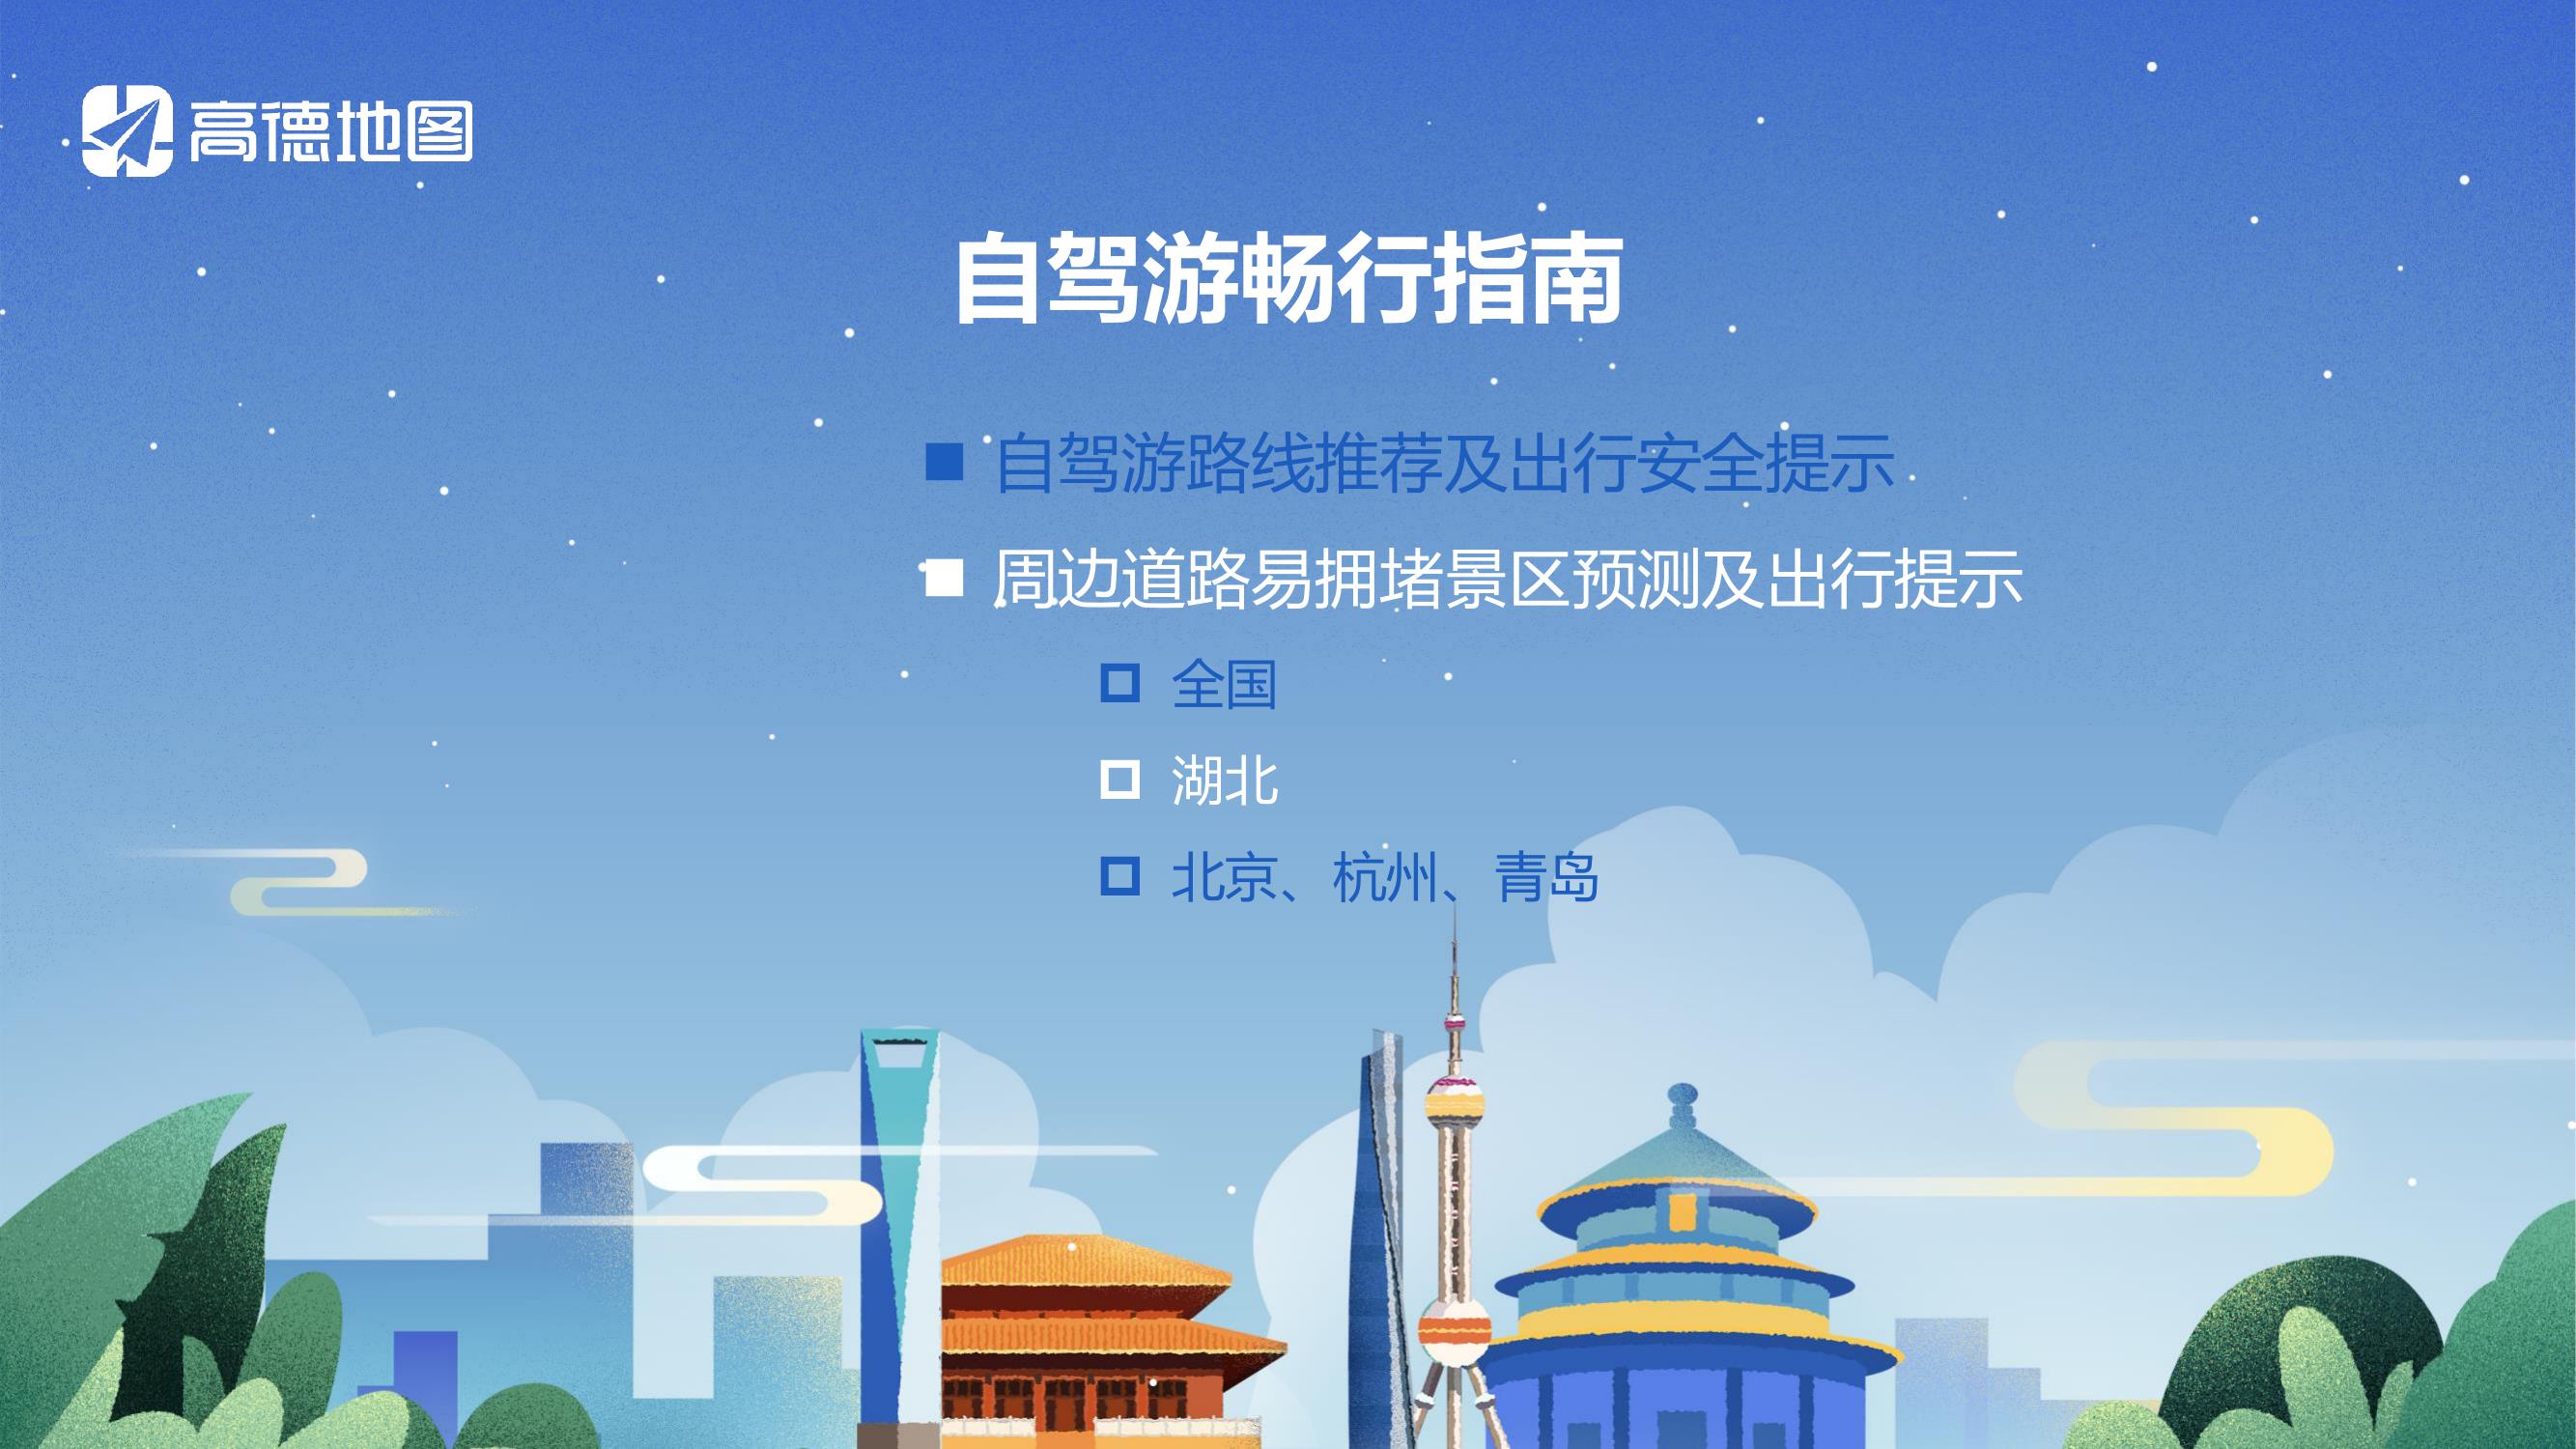 高德地图
自驾游畅行指南
自驾游路线推荐及出行安全提示
周边道路易拥堵景区预测及出行提示
全国
湖北
北京、杭州、青岛